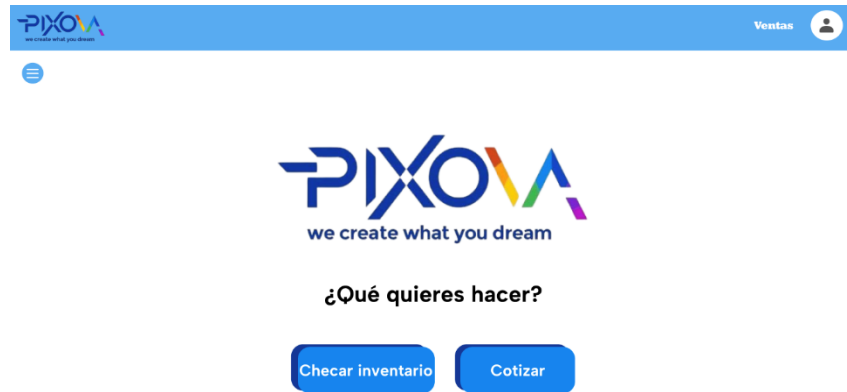 PIXOVA
we create what you dream
Ventas
PIXOVA
we create what you dream
¿Qué quieres hacer?
Checar inventario
Cotizar